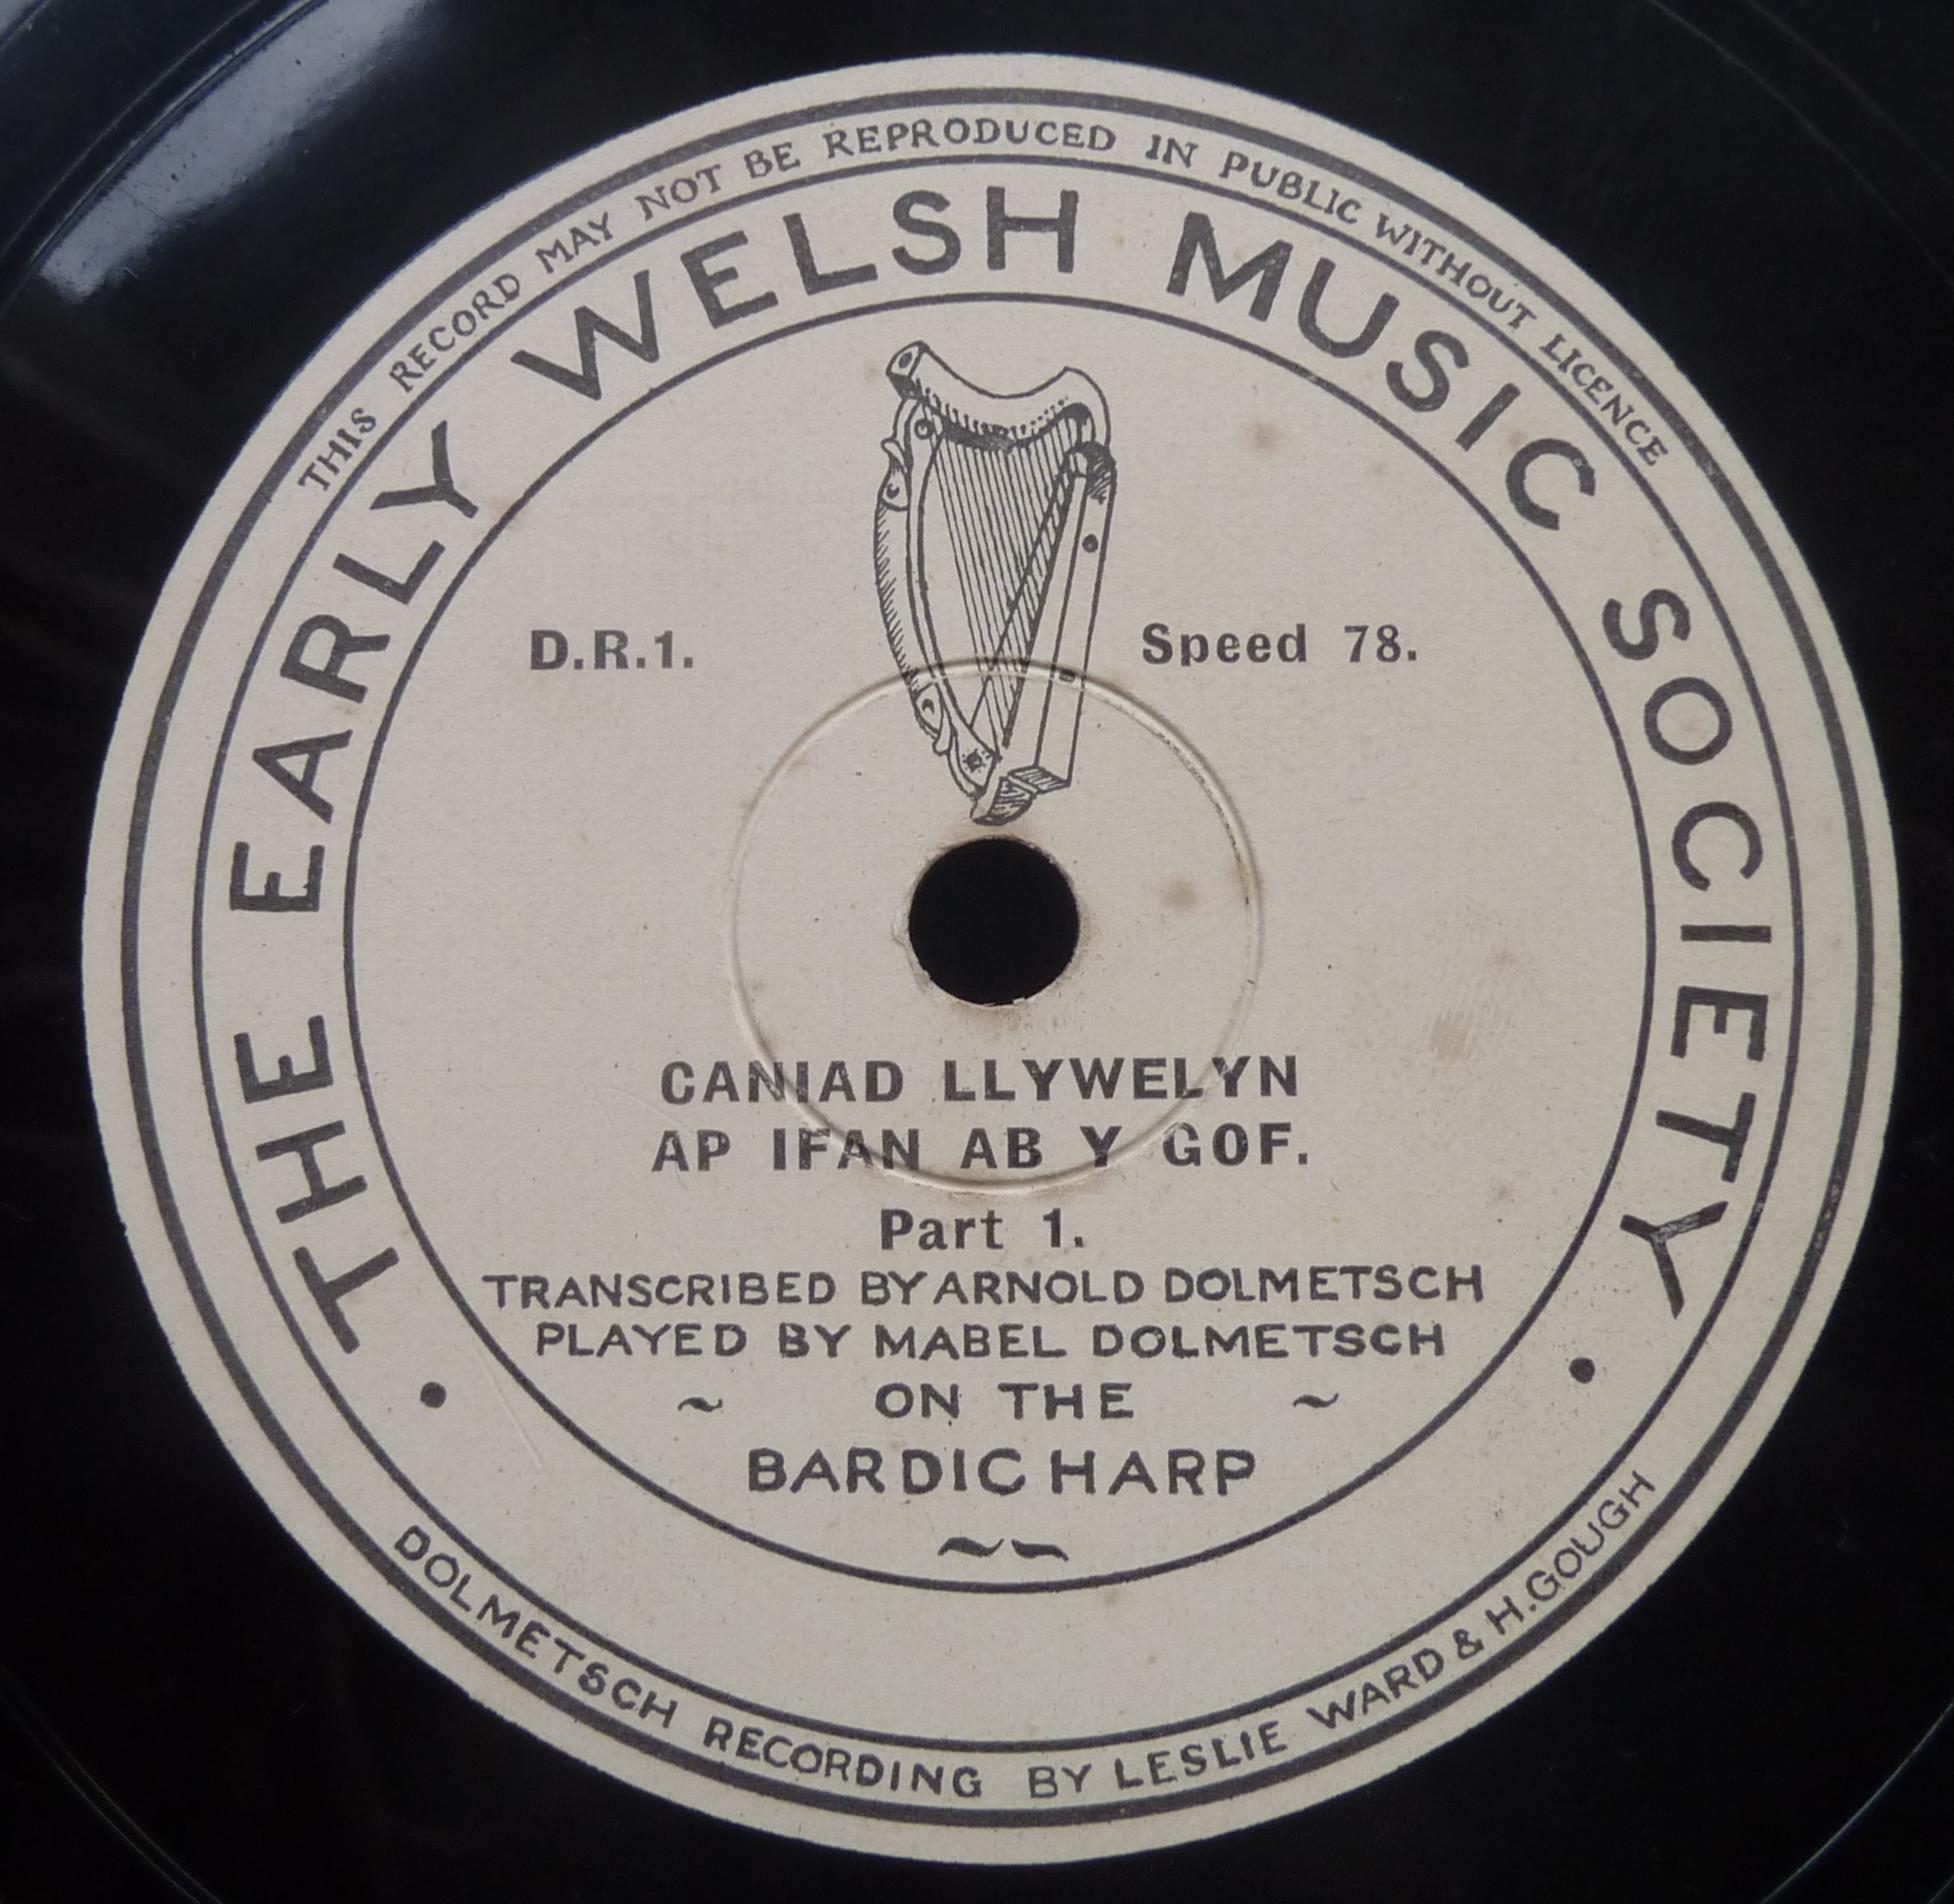 THIS RECORD MAY NOT BE REPRODUCED IN PUBLIC WITHOUT LICENCE
THE EARLY WELSH MUSIC SOCIETY
D.R.1.
Speed 78.
CANIAD LLYWELYN
AP IFAN AB Y GOF.
Part 1.
TRANSCRIBED BY ARNOLD DOLMETSCH
PLAYED BY MABEL DOLMETSCH
~ ON THE ~
BARDIC HARP
~~
DOLMETSCH RECORDING BY LESLIE WARD & H.GOUGH